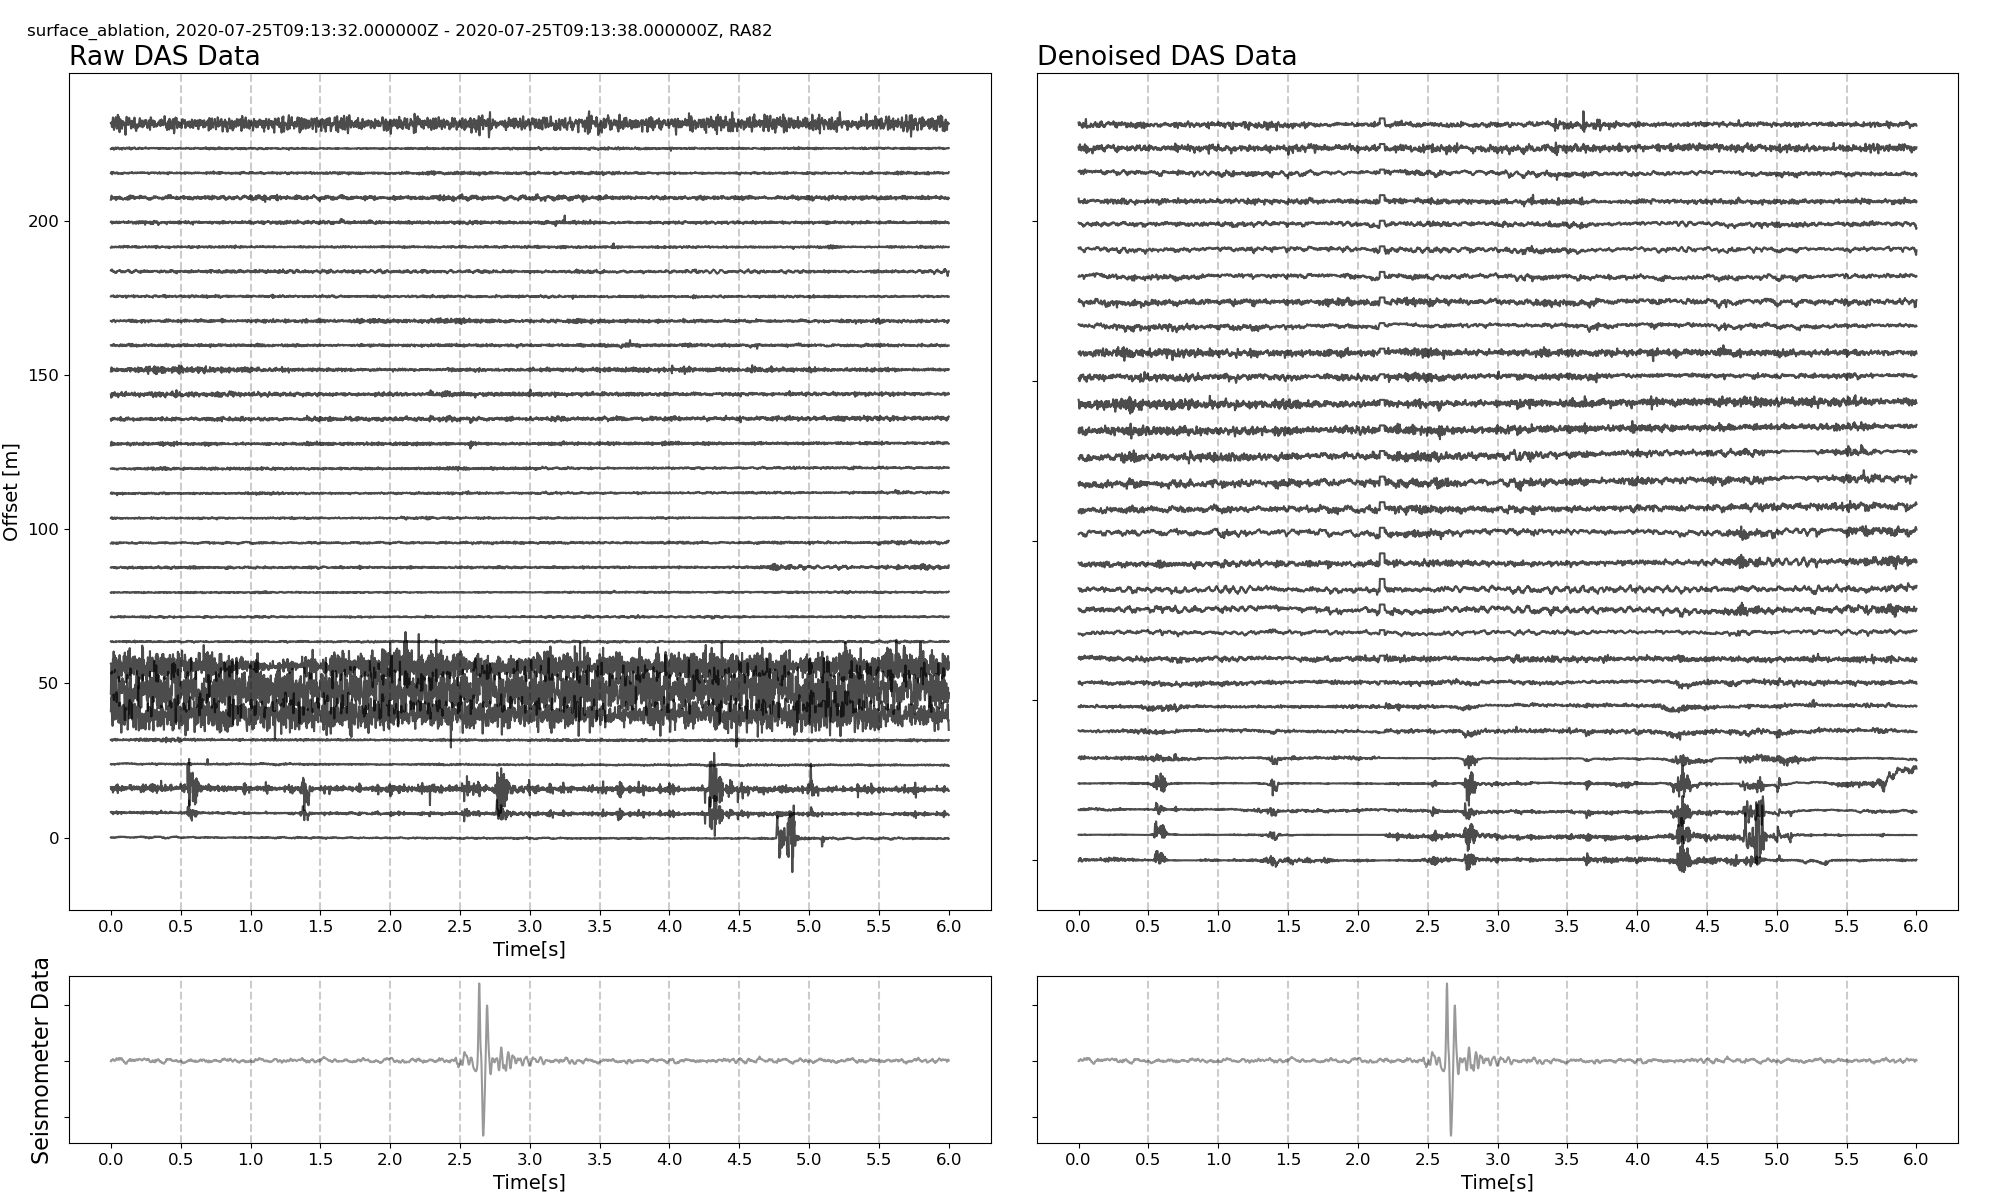 surface_ablation, 2020-07-25T09:13:32.000000Z - 2020-07-25T09:13:38.000000Z, RA82
Raw DAS Data
Denoised DAS Data
200
150
100
50
0
Offset [m]
0.0 0.5 1.0 1.5 2.0 2.5 3.0 3.5 4.0 4.5 5.0 5.5 6.0
Time[s]
0.0 0.5 1.0 1.5 2.0 2.5 3.0 3.5 4.0 4.5 5.0 5.5 6.0
Seismometer Data
0.0 0.5 1.0 1.5 2.0 2.5 3.0 3.5 4.0 4.5 5.0 5.5 6.0
Time[s]
0.0 0.5 1.0 1.5 2.0 2.5 3.0 3.5 4.0 4.5 5.0 5.5 6.0
Time[s]